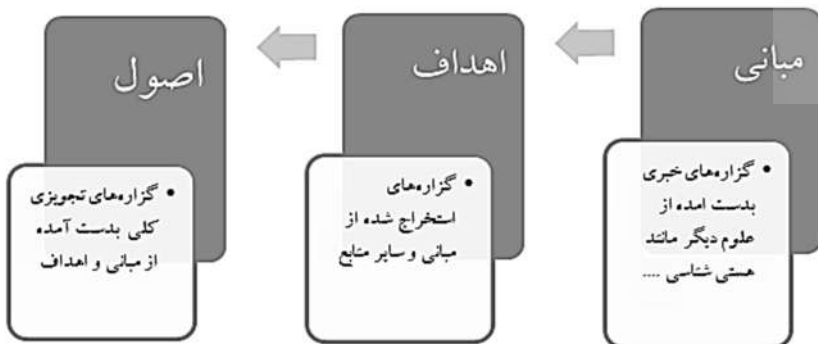 مبانی
• گزاره‌های خبری
بدست امده از
علوم دیگر مانند
هستی شناسی ....
اهداف
• گزاره‌های
استخراج شده از
مبانی و سایر منابع
اصول
• گزاره‌های تجویزی
کلی بدست آمده
از مبانی و اهداف